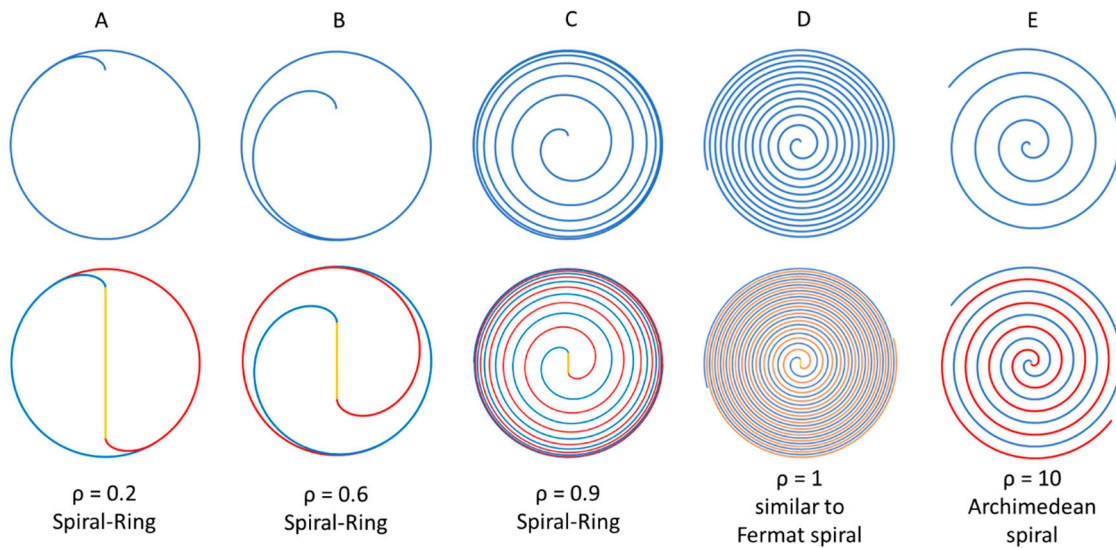 A
B
C
D
E
ρ = 0.2
Spiral-Ring
ρ = 0.6
Spiral-Ring
ρ = 0.9
Spiral-Ring
ρ = 1
similar to
Fermat spiral
ρ = 10
Archimedean
spiral